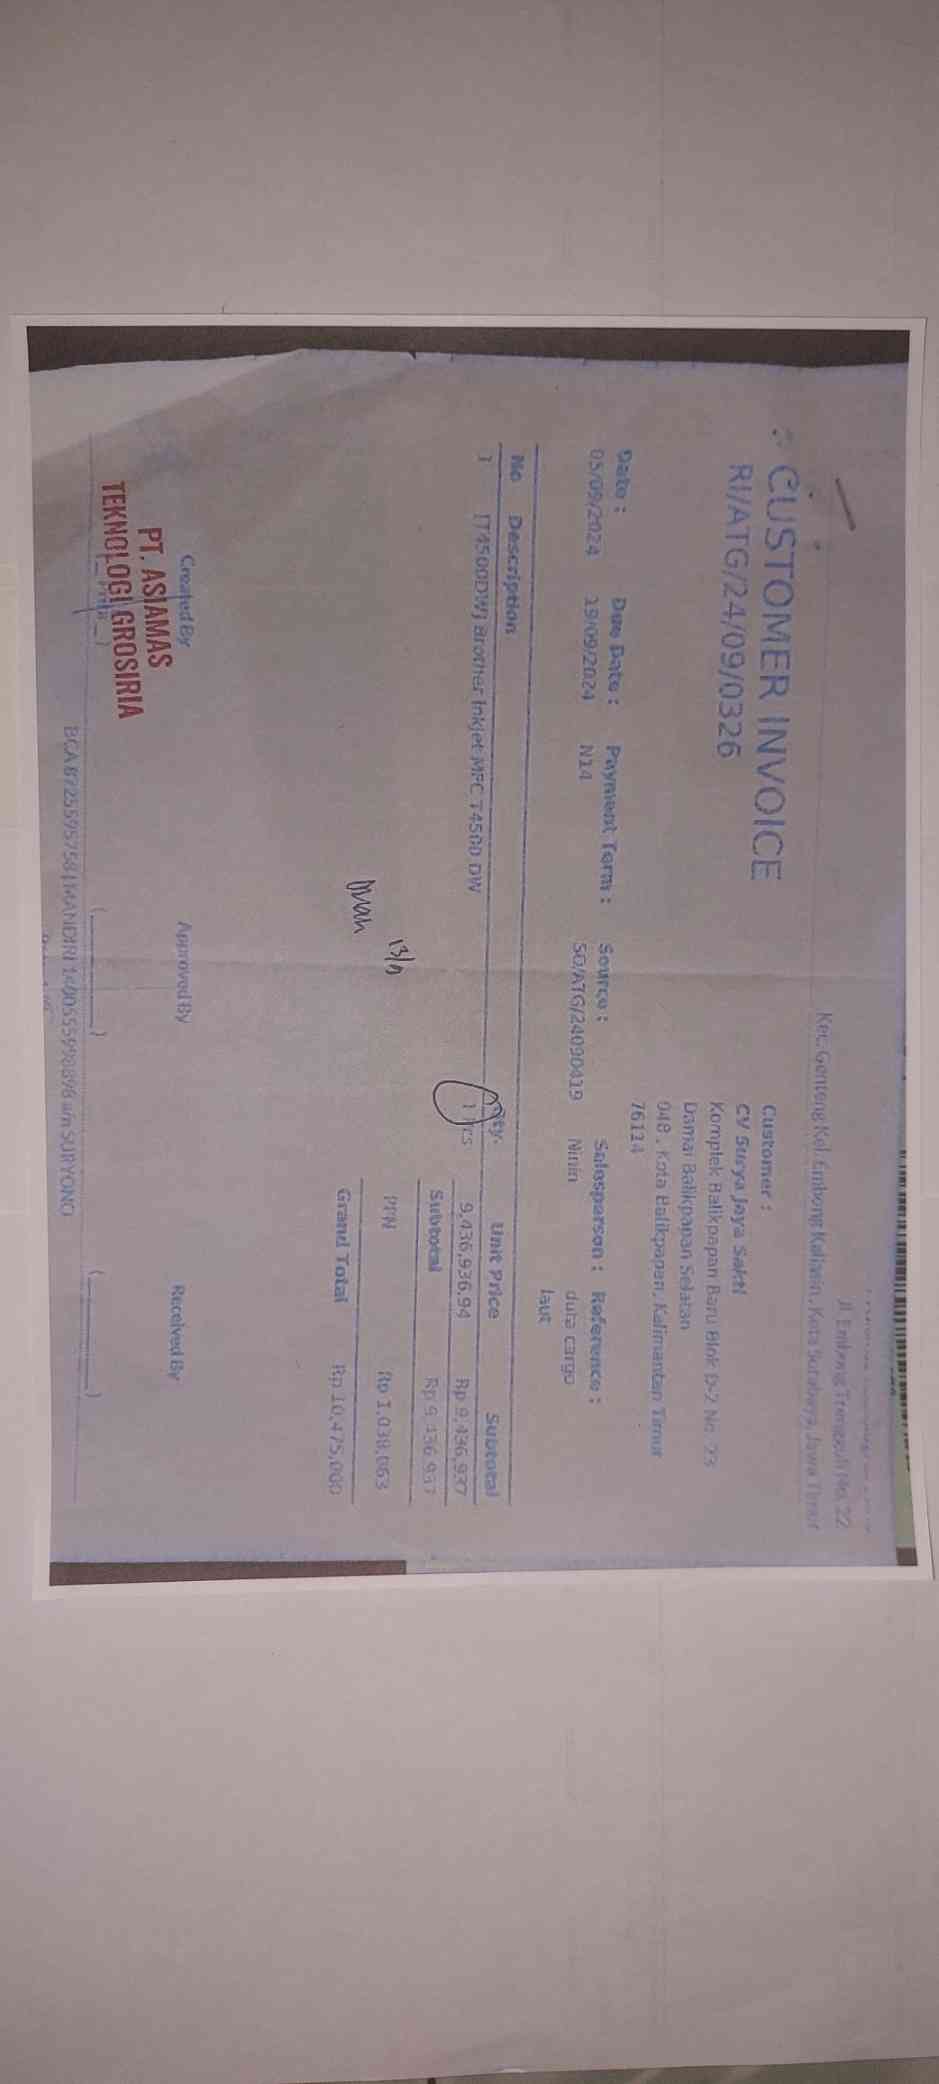 Jl. Embong Trengguli No. 22
Kec. Genteng Kel. Embong Kaliasin, Kota Surabaya, Jawa Timur
CUSTOMER INVOICE
RI/ATG/24/09/0326
Customer :
CV Surya Jaya Sakti
Komplek Balikpapan Baru Blok D-2 No. 23
Damai Balikpapan Selatan
048, Kota Balikpapan, Kalimantan Timur
76114
Date : Due Date : Payment Term : Source : Salesperson : Reference :
05/09/2024 19/09/2024 N14 SO/ATG/24090419 Ninin duta cargo
laut
No Description Qty. Unit Price Subtotal
1 [T4500DW] Brother Inkjet MFC T4500 DW 1 Pcs 9,436,936.94 Rp 9,436,937
Subtotal Rp 9,436,937
PPN Rp 1,038,063
Grand Total Rp 10,475,000
13/9
Created By Approved By Received By
PT. ASIAMAS
TEKNOLOGI GROSIRIA
(__________) (__________)
BCA 8725595758 | MANDIRI 1400555998898 a/n SURYONO